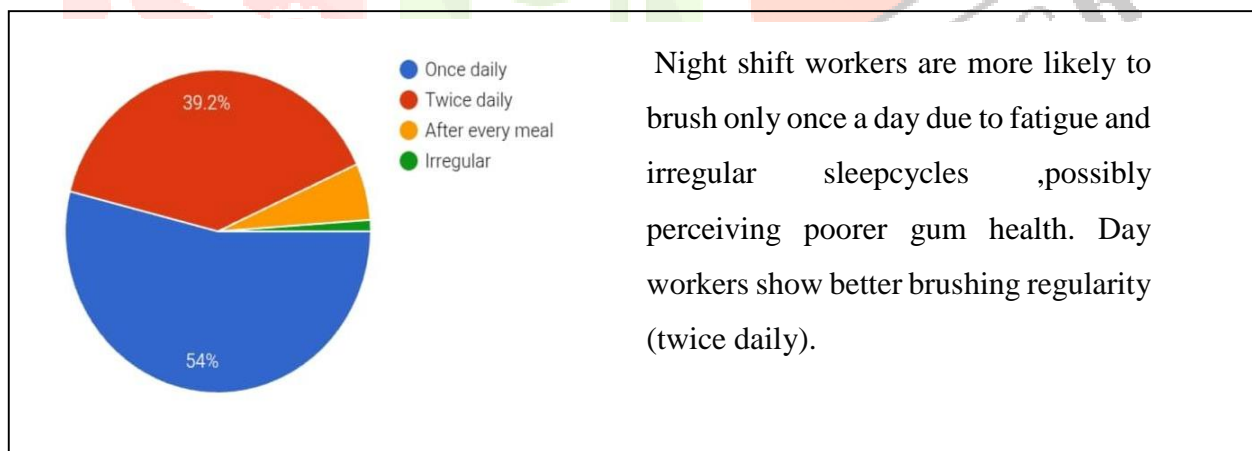 39.2%
54%
Once daily
Twice daily
After every meal
Irregular
Night shift workers are more likely to
brush only once a day due to fatigue and
irregular sleepcycles ,possibly
perceiving poorer gum health. Day
workers show better brushing regularity
(twice daily).